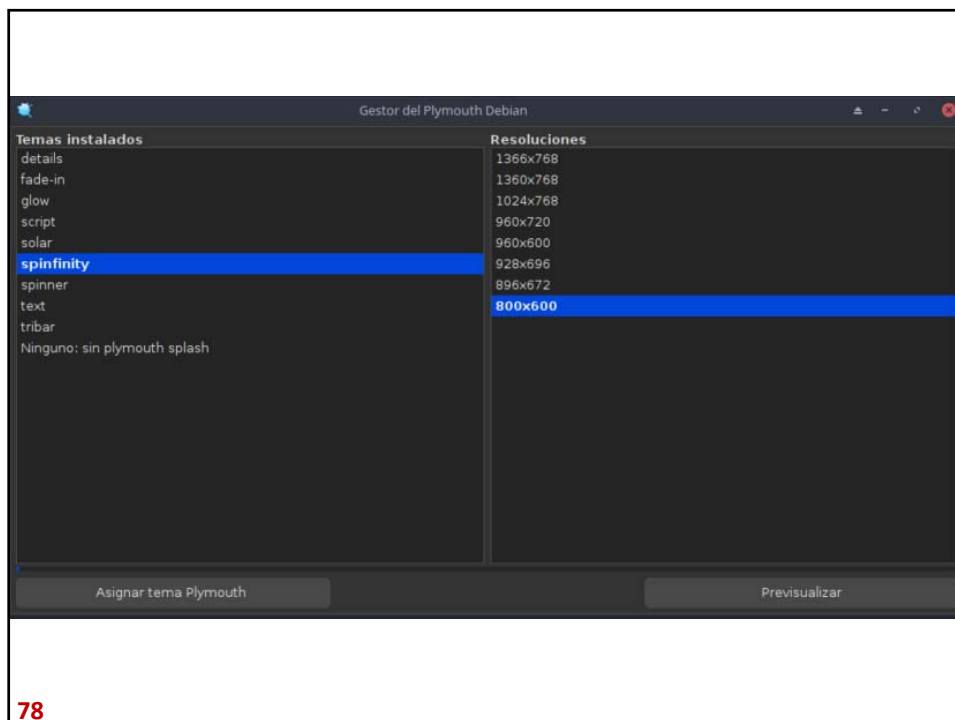 Gestor del Plymouth Debian
Temas instalados
details
fade-in
glow
script
solar
spinfinity
spinner
text
tribar
Ninguno: sin plymouth splash
Resoluciones
1366x768
1360x768
1024x768
960x720
960x600
928x696
896x672
800x600
Asignar tema Plymouth
Previsualizar
78